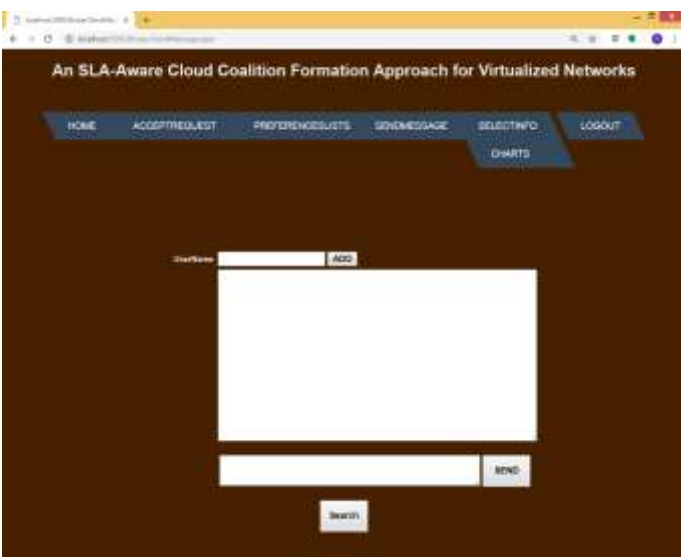 An SLA-Aware Cloud Coalition Formation Approach for Virtualized Networks
HOME ACCEPTREQUEST PREFERENCESLISTS SENDMESSAGE SELECTINFO LOGOUT
CHARTS
UserName ADD
SEND
Search